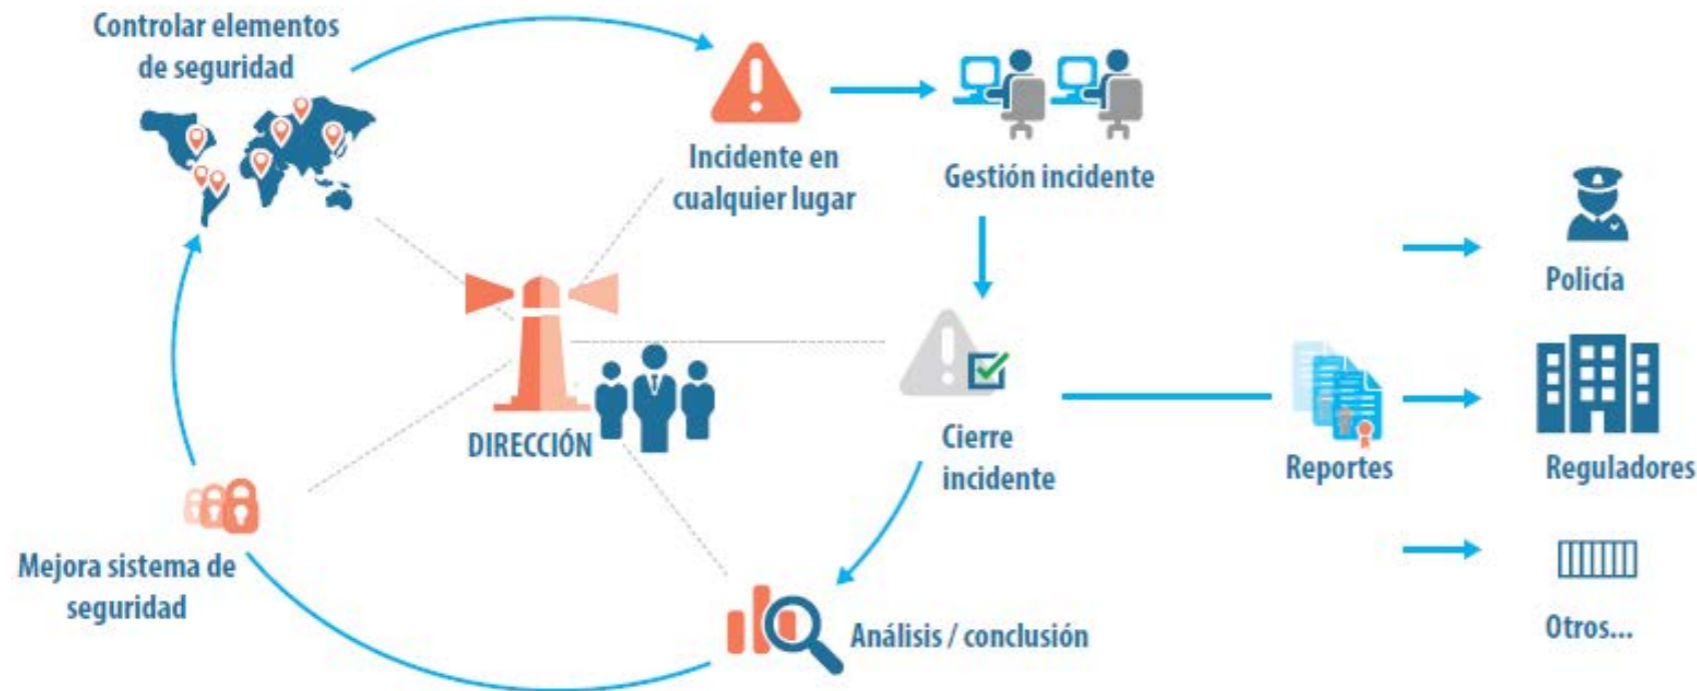 Controlar elementos
de seguridad
Incidente en
cualquier lugar
Gestión incidente
Policía
DIRECCIÓN
Cierre
incidente
Reportes
Reguladores
Mejora sistema de
seguridad
Análisis / conclusión
Otros...